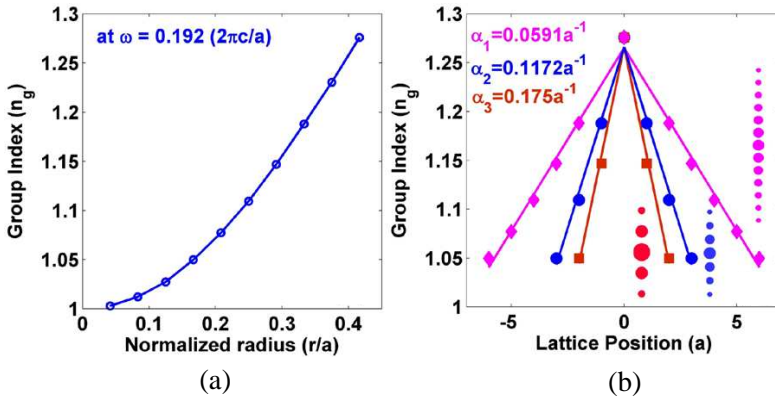 1.3
1.25
1.2
1.15
1.1
1.05
1
Group Index (n_g)
at ω = 0.192 (2πc/a)
0 0.1 0.2 0.3 0.4
Normalized radius (r/a)
(a)
1.3
1.25
1.2
1.15
1.1
1.05
1
Group Index (n_g)
α₁=0.0591a⁻¹
α₂=0.1172a⁻¹
α₃=0.175a⁻¹
-5 0 5
Lattice Position (a)
(b)